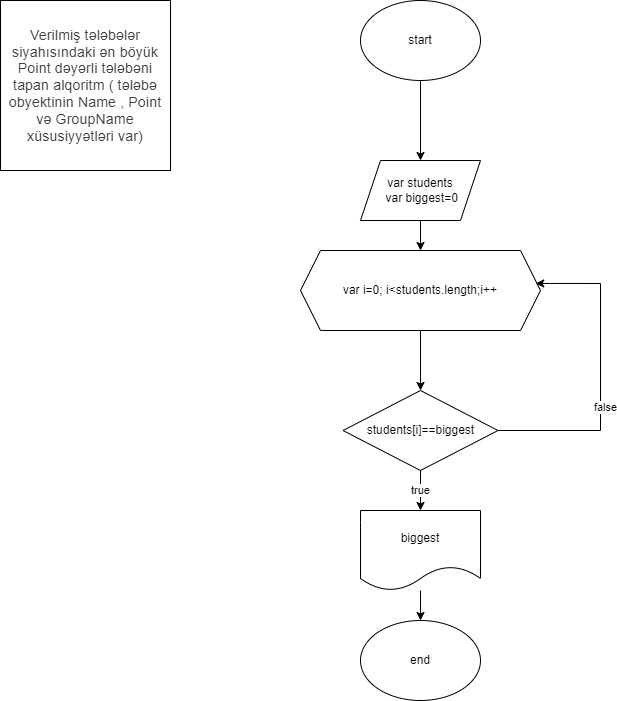 Verilmiş tələbələr
siyahısındaki ən böyük
Point dəyərli tələbəni
tapan alqoritm ( tələbə
obyektinin Name , Point
və GroupName
xüsusiyyətləri var)
start
var students
var biggest=0
var i=0; i<students.length;i++
false
students[i]==biggest
true
biggest
end